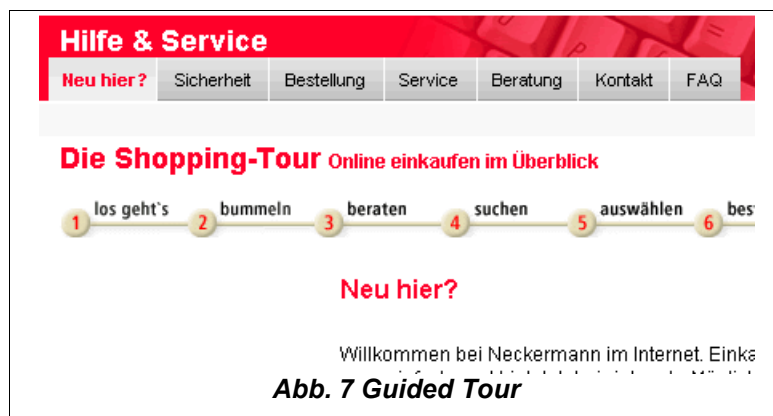 Hilfe & Service
Neu hier? Sicherheit Bestellung Service Beratung Kontakt FAQ
Die Shopping-Tour Online einkaufen im Überblick
1 los geht`s 2 bummeln 3 beraten 4 suchen 5 auswählen 6 bes
Neu hier?
Willkommen bei Neckermann im Internet. Einka
Abb. 7 Guided Tour